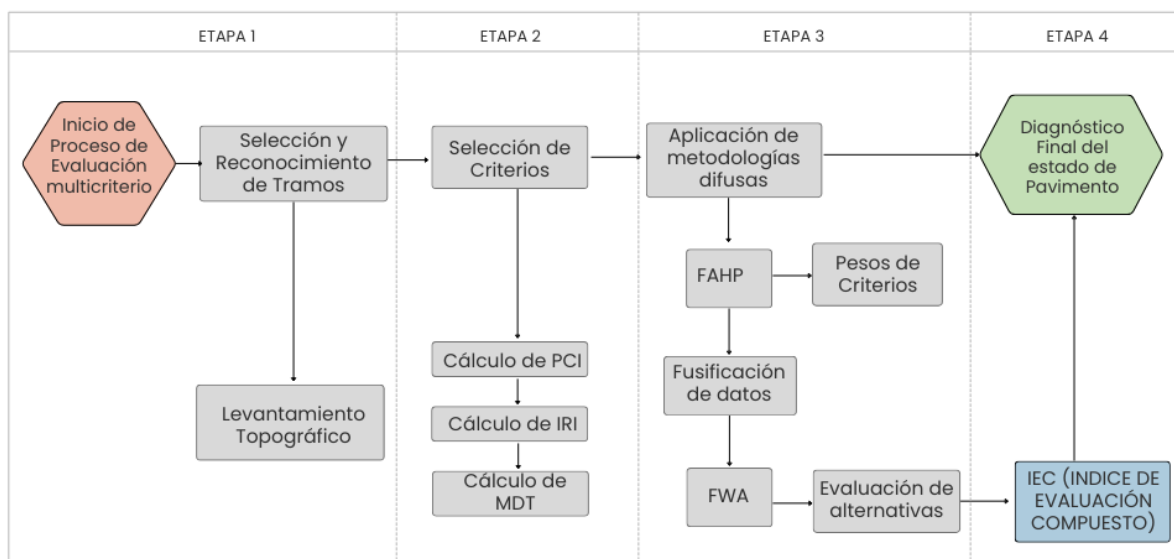 ETAPA 1
ETAPA 2
ETAPA 3
ETAPA 4
Inicio de
Proceso de
Evaluación
multicriterio
Selección y
Reconocimiento
de Tramos
Levantamiento
Topográfico
Selección de
Criterios
Cálculo de PCI
Cálculo de IRI
Cálculo de
MDT
Aplicación de
metodologías
difusas
FAHP
Pesos de
Criterios
Fusificación
de datos
FWA
Evaluación de
alternativas
Diagnóstico
Final del
estado de
Pavimento
IEC (INDICE DE
EVALUACIÓN
COMPUESTO)